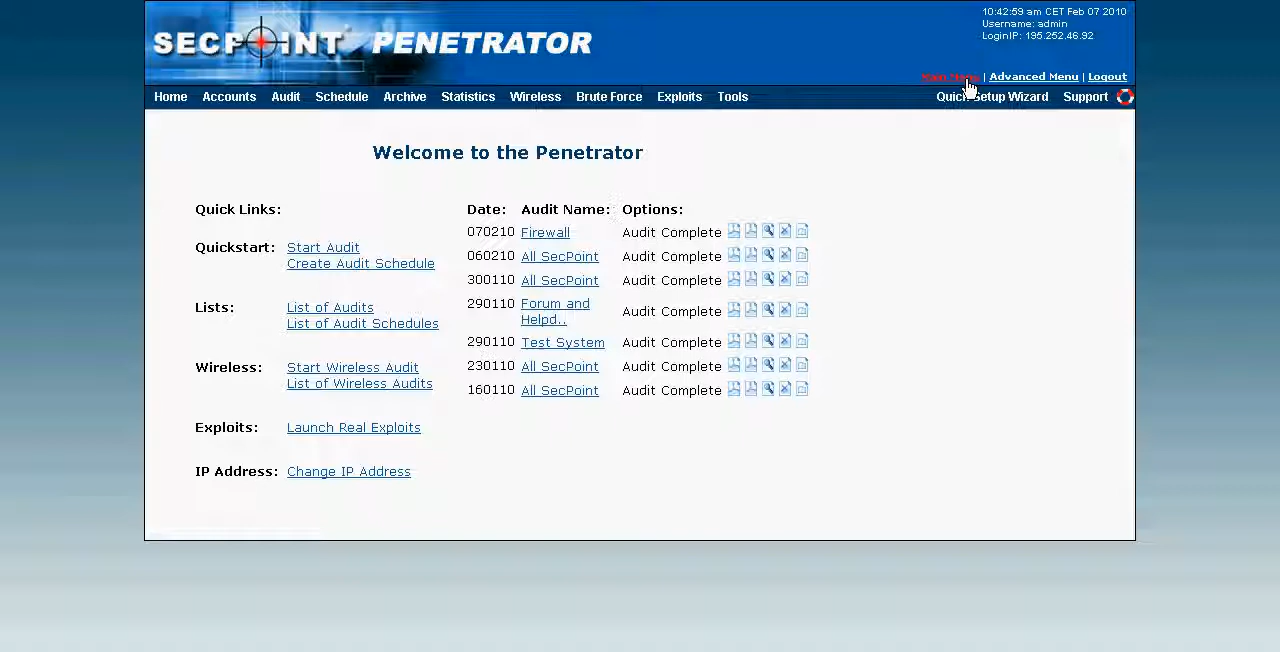 10:42:59 am CET Feb 07 2010
Username: admin
LoginIP: 195.252.46.92
SECPOINT PENETRATOR
Main Menu | Advanced Menu | Logout
Home Accounts Audit Schedule Archive Statistics Wireless Brute Force Exploits Tools Quick Setup Wizard Support
Welcome to the Penetrator
Quick Links:
Quickstart: Start Audit
Create Audit Schedule
Lists: List of Audits
List of Audit Schedules
Wireless: Start Wireless Audit
List of Wireless Audits
Exploits: Launch Real Exploits
IP Address: Change IP Address
Date: Audit Name: Options:
070210 Firewall Audit Complete
060210 All SecPoint Audit Complete
300110 All SecPoint Audit Complete
290110 Forum and
Helpd.. Audit Complete
290110 Test System Audit Complete
230110 All SecPoint Audit Complete
160110 All SecPoint Audit Complete